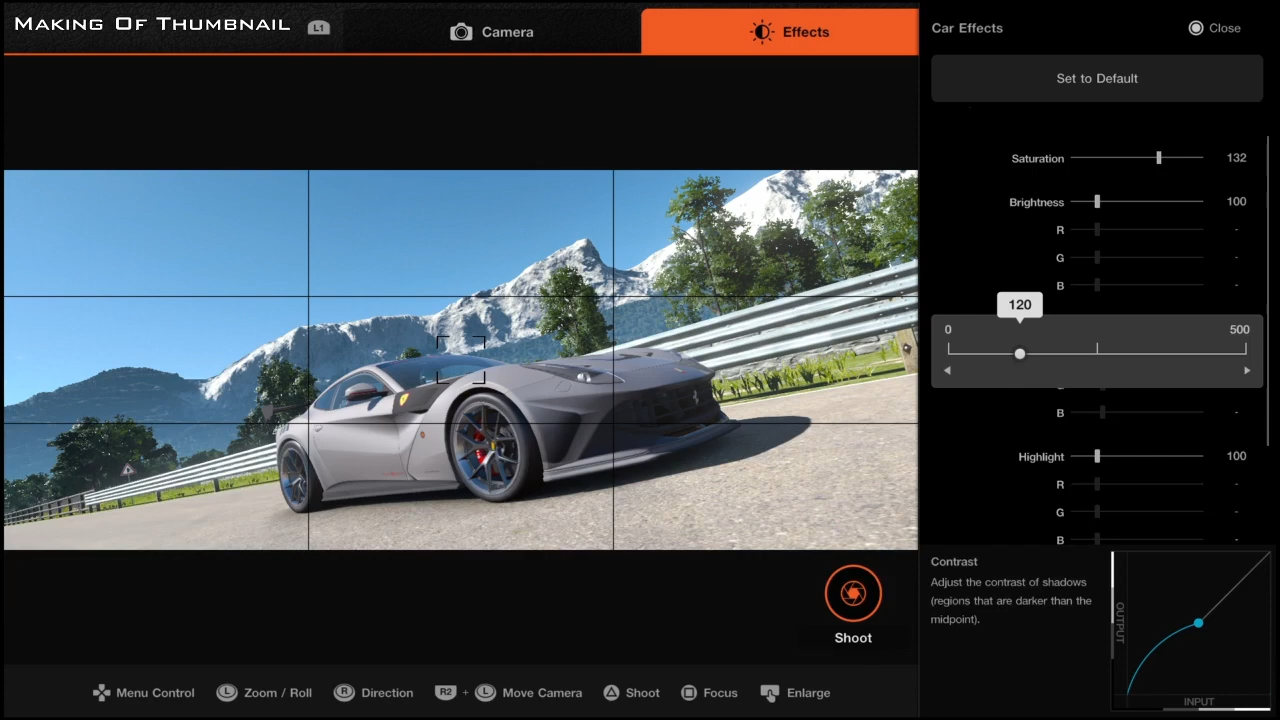 MAKING OF THUMBNAIL
L1
Camera
Effects
Car Effects
Close
Set to Default
Saturation 132
Brightness 100
R -
G -
B -
120
0 500
B -
Highlight 100
R -
G -
B -
Contrast
Adjust the contrast of shadows
(regions that are darker than the
midpoint).
OUTPUT
INPUT
Shoot
Menu Control
L Zoom / Roll
R Direction
R2 + L Move Camera
Shoot
Focus
Enlarge